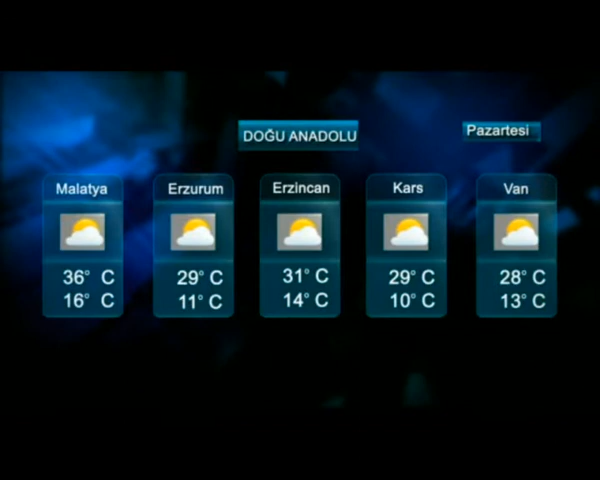 DOĞU ANADOLU
Pazartesi
Malatya
36° C
16° C
Erzurum
29° C
11° C
Erzincan
31° C
14° C
Kars
29° C
10° C
Van
28° C
13° C